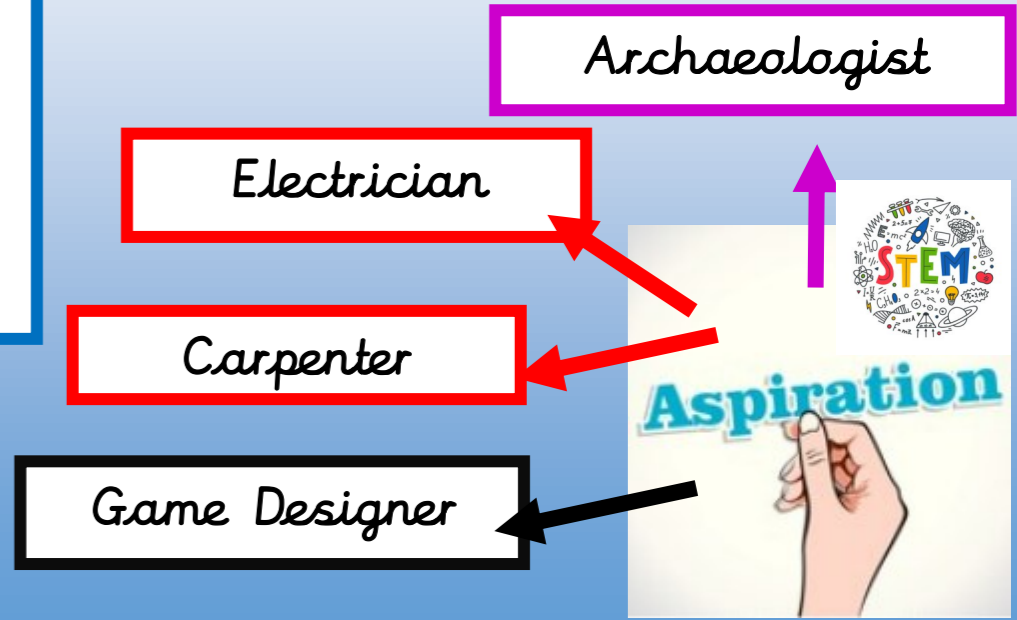 Archaeologist
Electrician
STEM
Carpenter
Aspiration
Game Designer